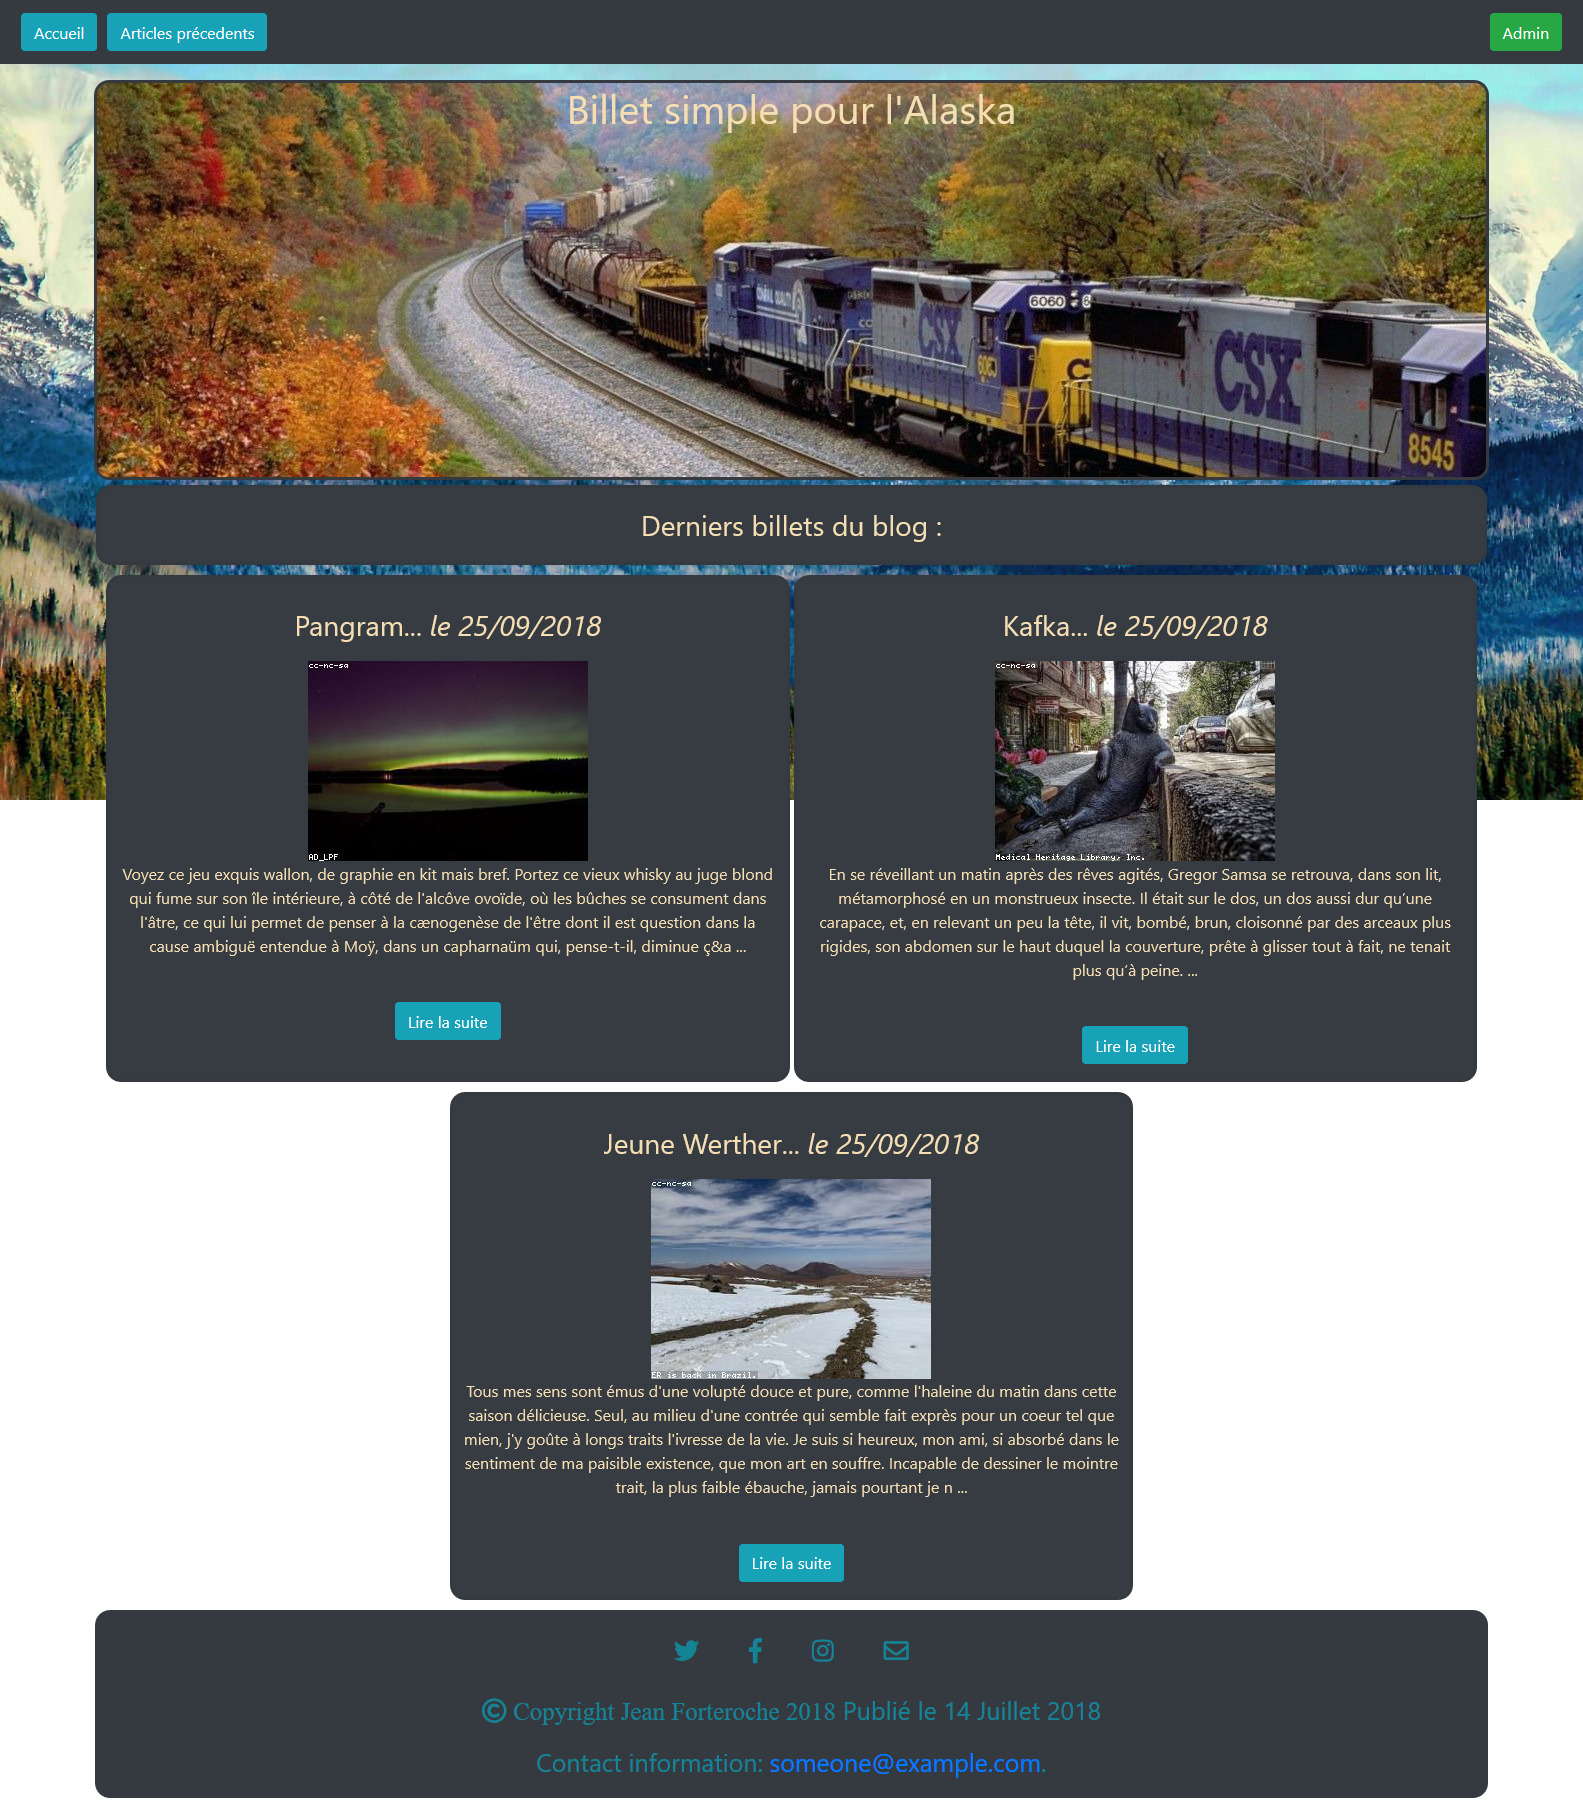 Accueil
Articles précedents
Admin
Billet simple pour l'Alaska
CONRAIL QUALITY
6130
6060
CSX
CSX
8545
Derniers billets du blog :
Pangram... le 25/09/2018
cc-nc-sa
AD_LPF
Voyez ce jeu exquis wallon, de graphie en kit mais bref. Portez ce vieux whisky au juge blond
qui fume sur son île intérieure, à côté de l'alcôve ovoïde, où les bûches se consument dans
l'âtre, ce qui lui permet de penser à la cænogenèse de l'être dont il est question dans la
cause ambiguë entendue à Moÿ, dans un capharnaüm qui, pense-t-il, diminue ç&a ...
Lire la suite
Kafka... le 25/09/2018
cc-nc-sa
Medical Heritage Library, Inc.
En se réveillant un matin après des rêves agités, Gregor Samsa se retrouva, dans son lit,
métamorphosé en un monstrueux insecte. Il était sur le dos, un dos aussi dur qu’une
carapace, et, en relevant un peu la tête, il vit, bombé, brun, cloisonné par des arceaux plus
rigides, son abdomen sur le haut duquel la couverture, prête à glisser tout à fait, ne tenait
plus qu’à peine. ...
Lire la suite
Jeune Werther... le 25/09/2018
cc-nc-sa
ER is back in Brazil.
Tous mes sens sont émus d'une volupté douce et pure, comme l'haleine du matin dans cette
saison délicieuse. Seul, au milieu d'une contrée qui semble fait exprès pour un coeur tel que
mien, j'y goûte à longs traits l'ivresse de la vie. Je suis si heureux, mon ami, si absorbé dans le
sentiment de ma paisible existence, que mon art en souffre. Incapable de dessiner le mointre
trait, la plus faible ébauche, jamais pourtant je n ...
Lire la suite
© Copyright Jean Forteroche 2018 Publié le 14 Juillet 2018
Contact information: someone@example.com.